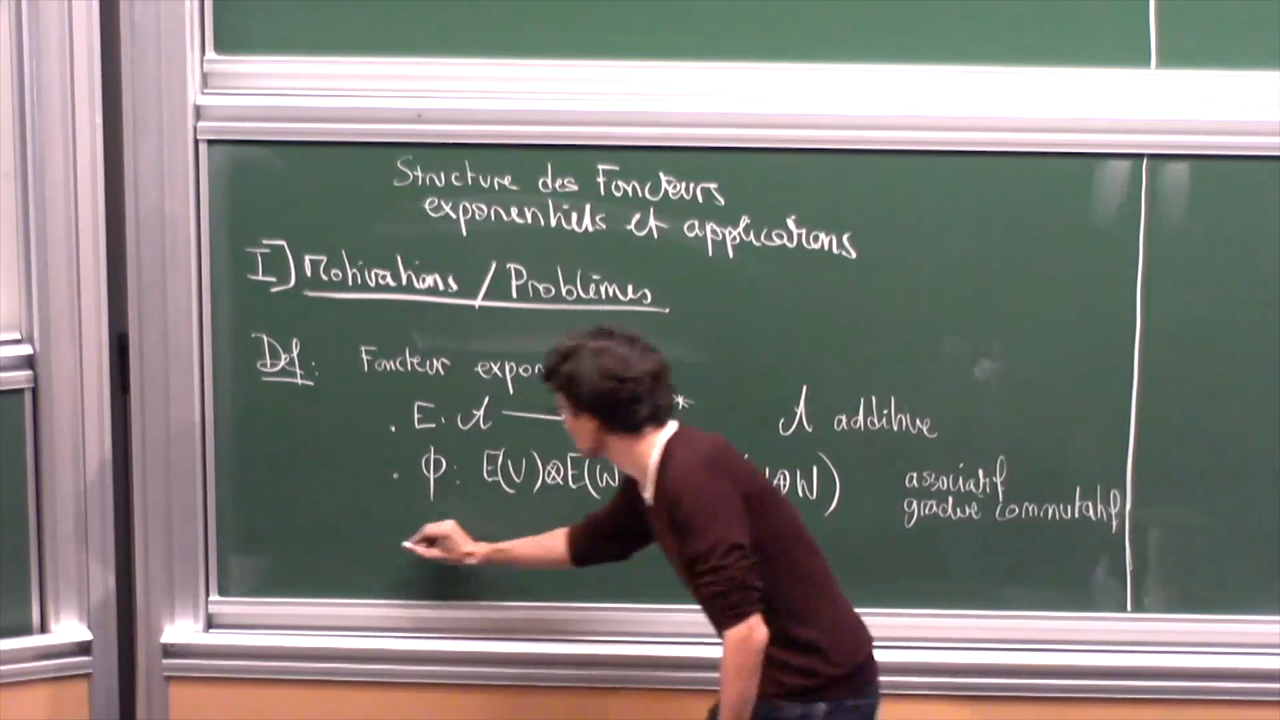 Structure des Foncteurs
exponentiels et applications
I] Motivations / Problèmes
Def: Foncteur expon
. E. A — * A additive
. φ: E(V)⊗E(W ⊕W) associatif
gradué commutatif